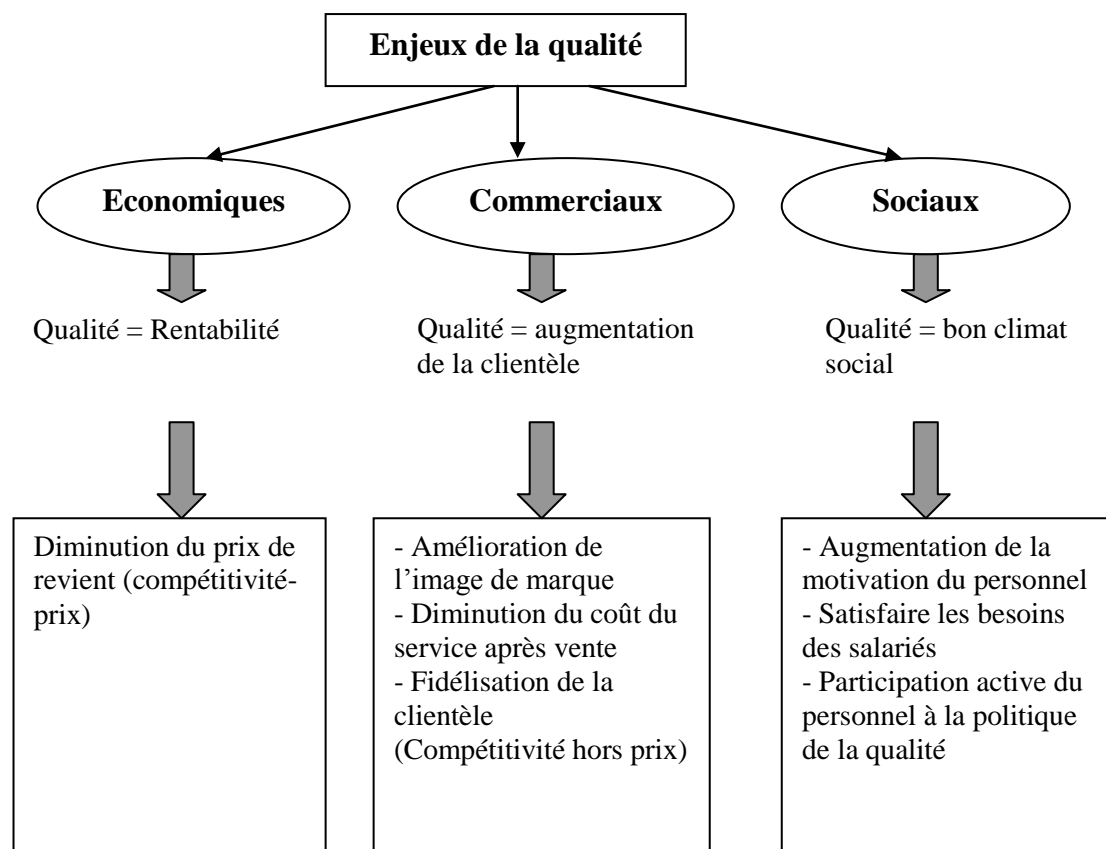 Enjeux de la qualité
Economiques
Commerciaux
Sociaux
Qualité = Rentabilité
Qualité = augmentation
de la clientèle
Qualité = bon climat
social
Diminution du prix de
revient (compétitivité-
prix)
- Amélioration de
l’image de marque
- Diminution du coût du
service après vente
- Fidélisation de la
clientèle
(Compétitivité hors prix)
- Augmentation de la
motivation du personnel
- Satisfaire les besoins
des salariés
- Participation active du
personnel à la politique
de la qualité